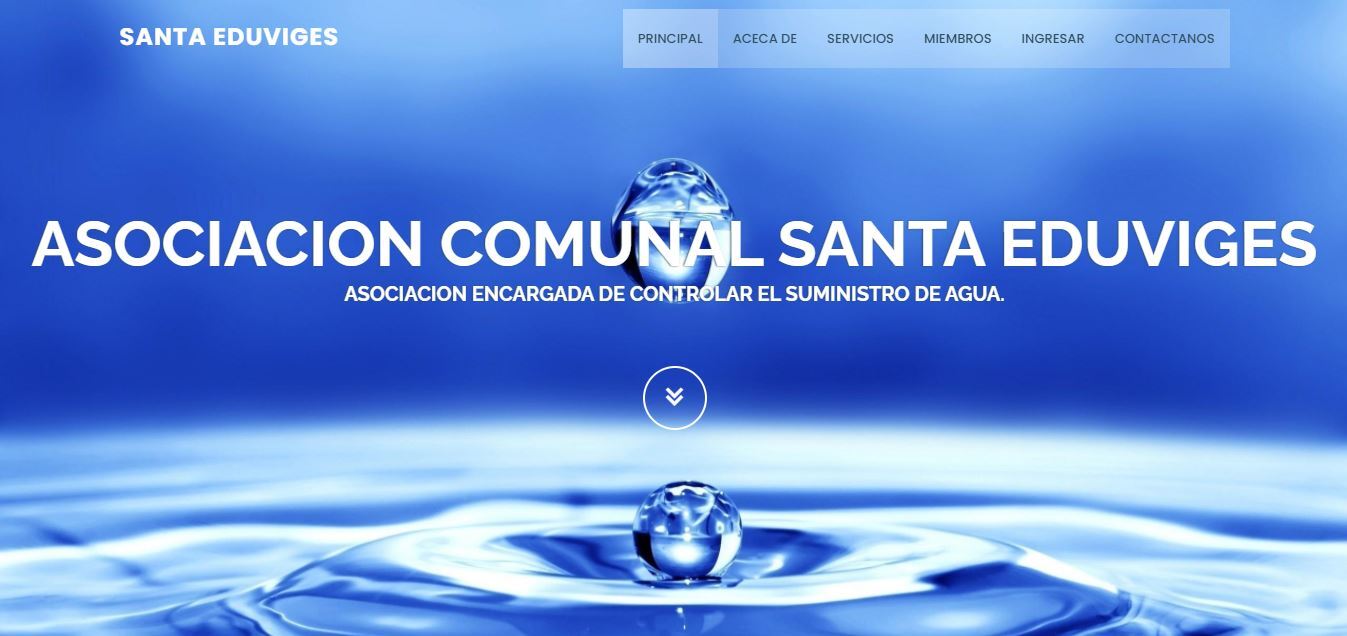 SANTA EDUVIGES
PRINCIPAL ACECA DE SERVICIOS MIEMBROS INGRESAR CONTACTANOS
ASOCIACION COMUNAL SANTA EDUVIGES
ASOCIACION ENCARGADA DE CONTROLAR EL SUMINISTRO DE AGUA.